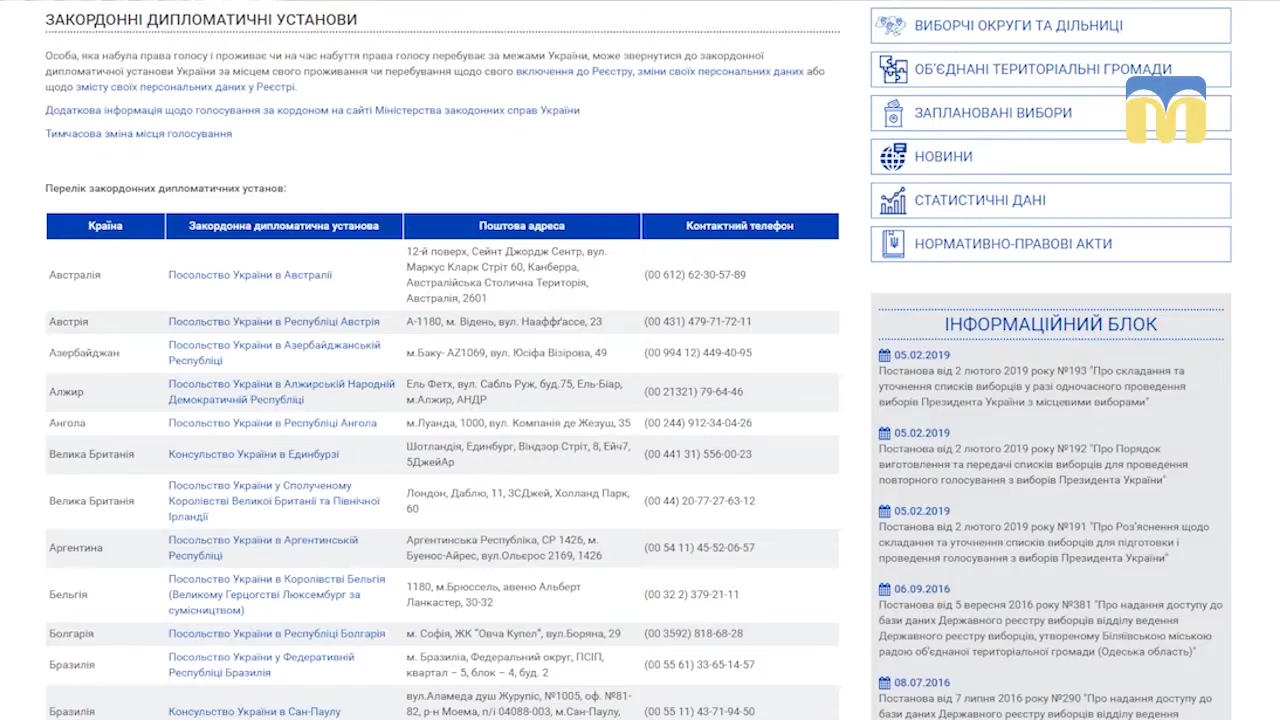 ЗАКОРДОННІ ДИПЛОМАТИЧНІ УСТАНОВИ
Особа, яка набула права голосу і проживає чи на час набуття права голосу перебуває за межами України, може звернутися до закордонної
дипломатичної установи України за місцем свого проживання чи перебування щодо свого включення до Реєстру, зміни своїх персональних даних або
щодо змісту своїх персональних даних у Реєстрі.
Додаткова інформація щодо голосування за кордоном на сайті Міністерства закодонних справ України
Тимчасова зміна місця голосування
Перелік закордонних дипломатичних установ:
Країна Закордонна дипломатична установа Поштова адреса Контактний телефон
12-й поверх, Сейнт Джордж Сентр, вул.
Маркус Кларк Стріт 60, Канберра,
Австралія Посольство України в Австралії (00 612) 62-30-57-89
Австралійська Столична Територія,
Австралія, 2601
Австрія Посольство України в Республіці Австрія А-1180, м. Відень, вул. Нааффґассе, 23 (00 431) 479-71-72-11
Посольство України в Азербайджанській
Азербайджан м.Баку- AZ1069, вул. Юсіфа Візірова, 49 (00 994 12) 449-40-95
Республіці
Посольство України в Алжирській Народній Ель Фетх, вул. Сабль Руж, буд.75, Ель-Біар,
Алжир (00 21321) 79-64-46
Демократичній Республіці м.Алжир, АНДР
Ангола Посольство України в Республіці Ангола м.Луанда, 1000, вул. Компанія де Жезуш, 35 (00 244) 912-34-04-26
Шотландія, Единбург, Віндзор Стріт, 8, Ейч7,
Велика Британія Консульство України в Единбурзі (00 441 31) 556-00-23
5ДжейАр
Посольство України у Сполученому
Лондон, Даблю, 11, 3СДжей, Холланд Парк,
Велика Британія Королівстві Великої Британії та Північної (00 44) 20-77-27-63-12
60
Ірландії
Посольство України в Аргентинській Аргентинська Республіка, СР 1426, м.
Аргентина (00 54 11) 45-52-06-57
Республіці Буенос-Айрес, вул.Ольєрос 2169, 1426
Посольство України в Королівстві Бельгія
1180, м.Брюссель, авеню Альберт
Бельгія (Великому Герцогстві Люксембург за (00 32 2) 379-21-11
Ланкастер, 30-32
сумісництвом)
Болгарія Посольство України в Республіці Болгарія м. Софія, ЖК "Овча Купел", вул.Боряна, 29 (00 3592) 818-68-28
Посольство України у Федеративній м. Бразиліа, Федеральний округ, ПСІП,
Бразилія (00 55 61) 33-65-14-57
Республіці Бразилія квартал – 5, блок – 4, буд. 2
вул.Аламеда душ Журупіс, №1005, оф. №81-
Бразилія Консульство України в Сан-Паулу 82, р-н Моема, п/і 04088-003, м.Сан-Паулу, (00 55 11) 43-71-94-50
ВИБОРЧІ ОКРУГИ ТА ДІЛЬНИЦІ
ОБ'ЄДНАНІ ТЕРИТОРІАЛЬНІ ГРОМАДИ
ЗАПЛАНОВАНІ ВИБОРИ
НОВИНИ
СТАТИСТИЧНІ ДАНІ
НОРМАТИВНО-ПРАВОВІ АКТИ
ІНФОРМАЦІЙНИЙ БЛОК
05.02.2019
Постанова від 2 лютого 2019 року №193 "Про складання та
уточнення списків виборців у разі одночасного проведення
виборів Президента України з місцевими виборами"
05.02.2019
Постанова від 2 лютого 2019 року №192 "Про Порядок
виготовлення та передачі списків виборців для проведення
повторного голосування з виборів Президента України"
05.02.2019
Постанова від 2 лютого 2019 року №191 "Про Роз'яснення щодо
складання та уточнення списків виборців для підготовки і
проведення голосування з виборів Президента України"
06.09.2016
Постанова від 5 вересня 2016 року №381 "Про надання доступу до
бази даних Державного реєстру виборців відділу ведення
Державного реєстру виборців, утвореному Біляївською міською
радою об'єднаної територіальної громади (Одеська область)"
08.07.2016
Постанова від 7 липня 2016 року №290 "Про надання доступу до
бази даних Державного реєстру виборців відділу ведення